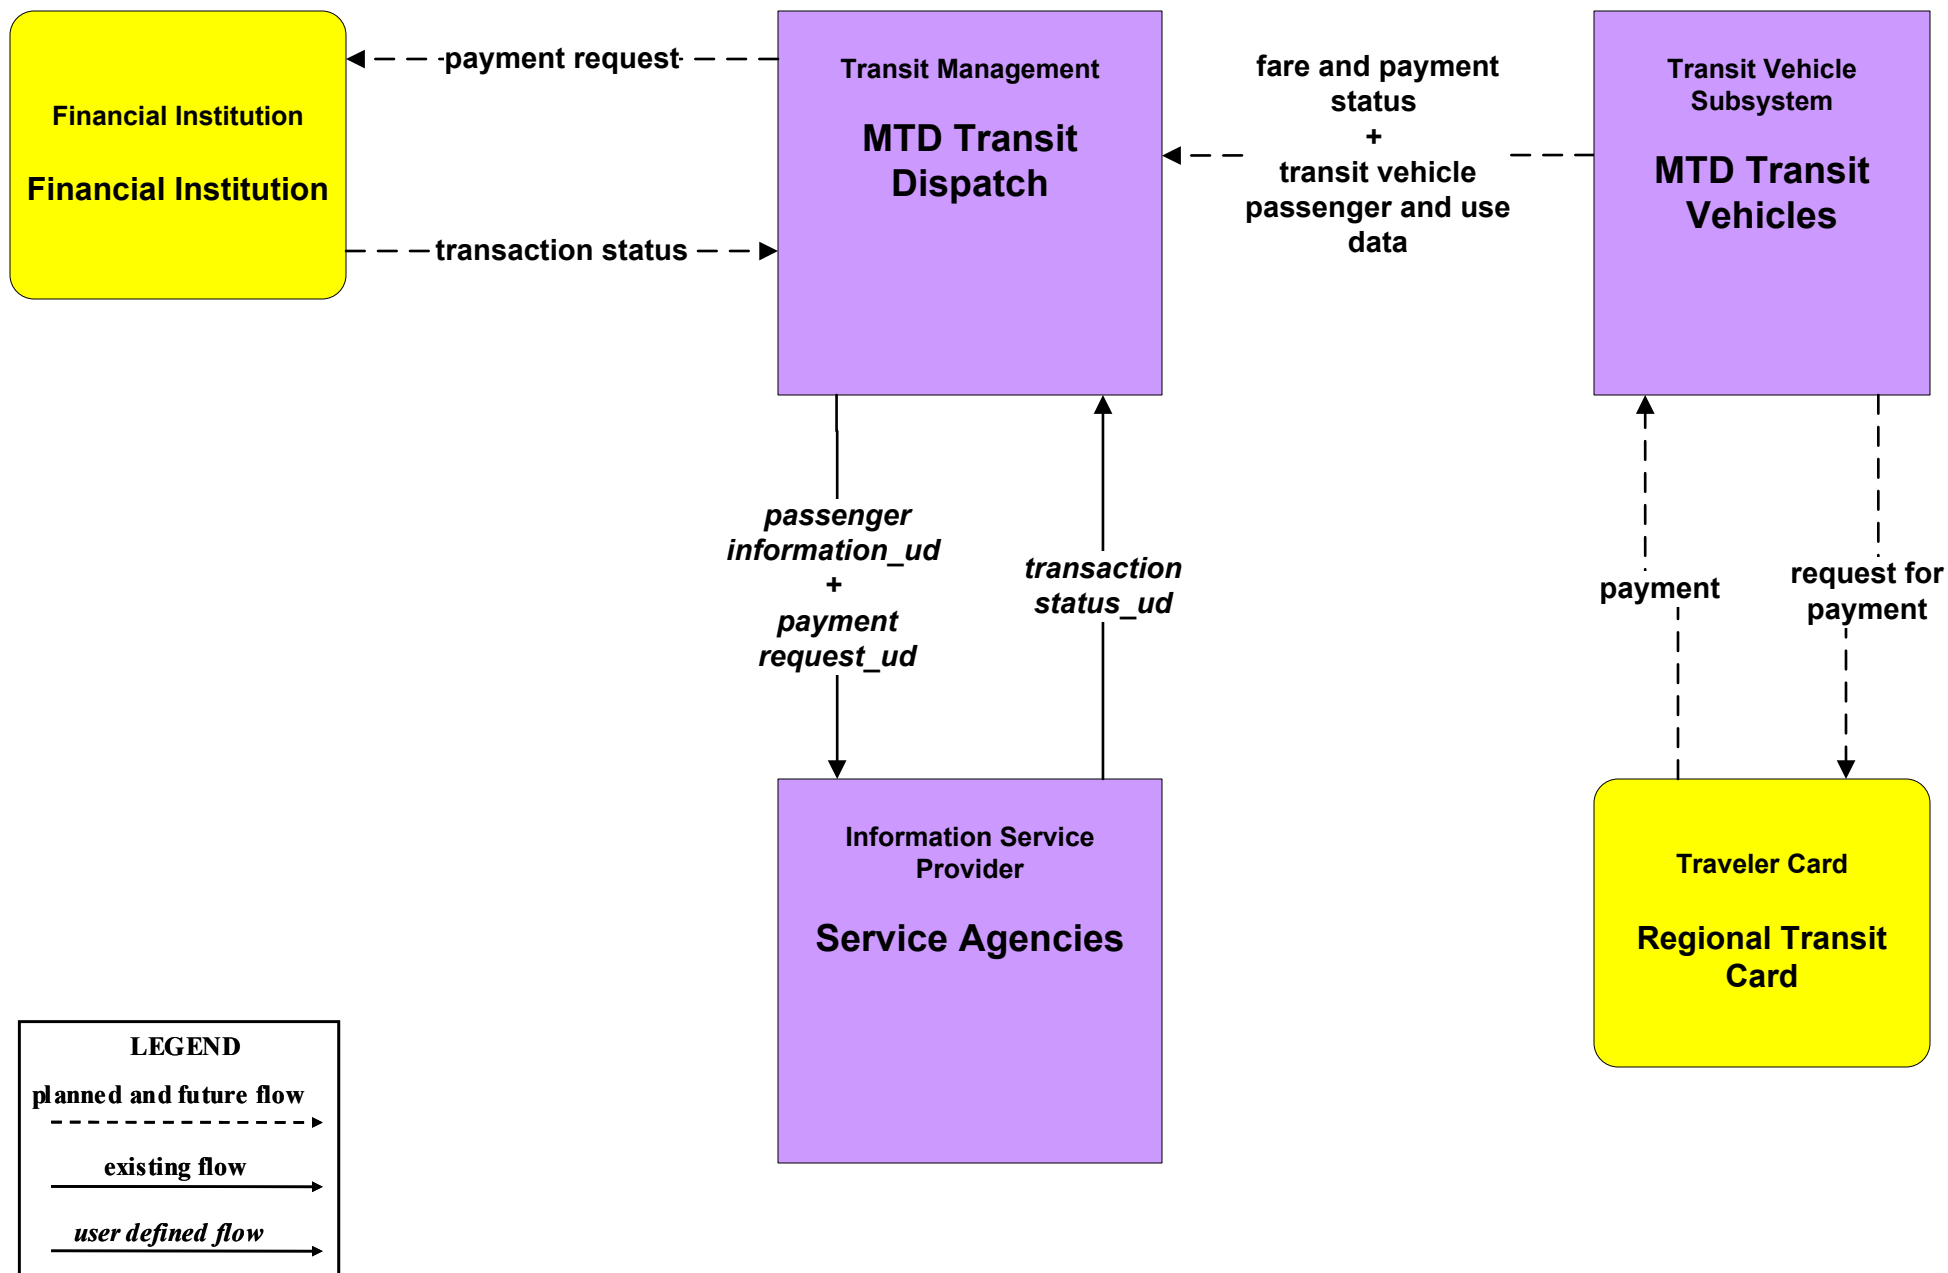 Financial Institution
Financial Institution
payment request
transaction status
Transit Management
MTD Transit
Dispatch
fare and payment
status
+
transit vehicle
passenger and use
data
Transit Vehicle
Subsystem
MTD Transit
Vehicles
passenger
information_ud
+
payment
request_ud
transaction
status_ud
payment
request for
payment
Information Service
Provider
Service Agencies
Traveler Card
Regional Transit
Card
LEGEND
planned and future flow
existing flow
user defined flow